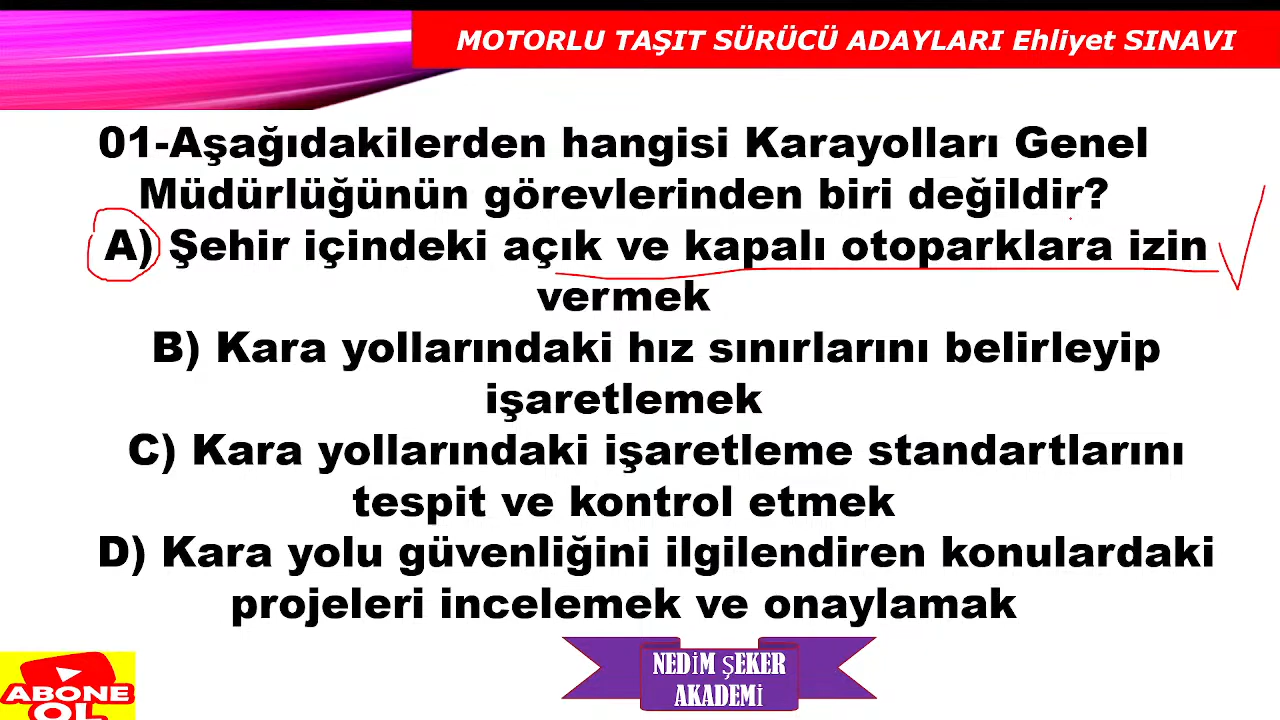 MOTORLU TAŞIT SÜRÜCÜ ADAYLARI Ehliyet SINAVI
01-Aşağıdakilerden hangisi Karayolları Genel
Müdürlüğünün görevlerinden biri değildir?
A) Şehir içindeki açık ve kapalı otoparklara izin
vermek
B) Kara yollarındaki hız sınırlarını belirleyip
işaretlemek
C) Kara yollarındaki işaretleme standartlarını
tespit ve kontrol etmek
D) Kara yolu güvenliğini ilgilendiren konulardaki
projeleri incelemek ve onaylamak
NEDİM ŞEKER
AKADEMİ
ABONE
OL